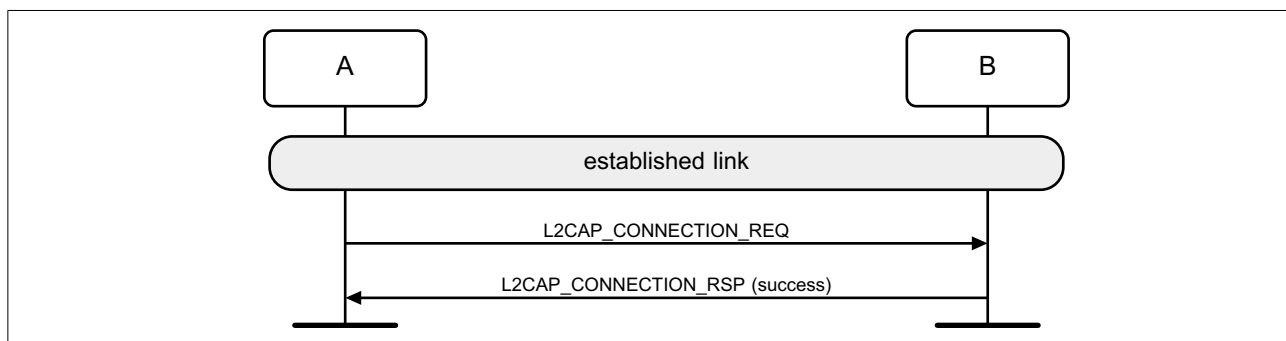 A
B
established link
L2CAP_CONNECTION_REQ
L2CAP_CONNECTION_RSP (success)